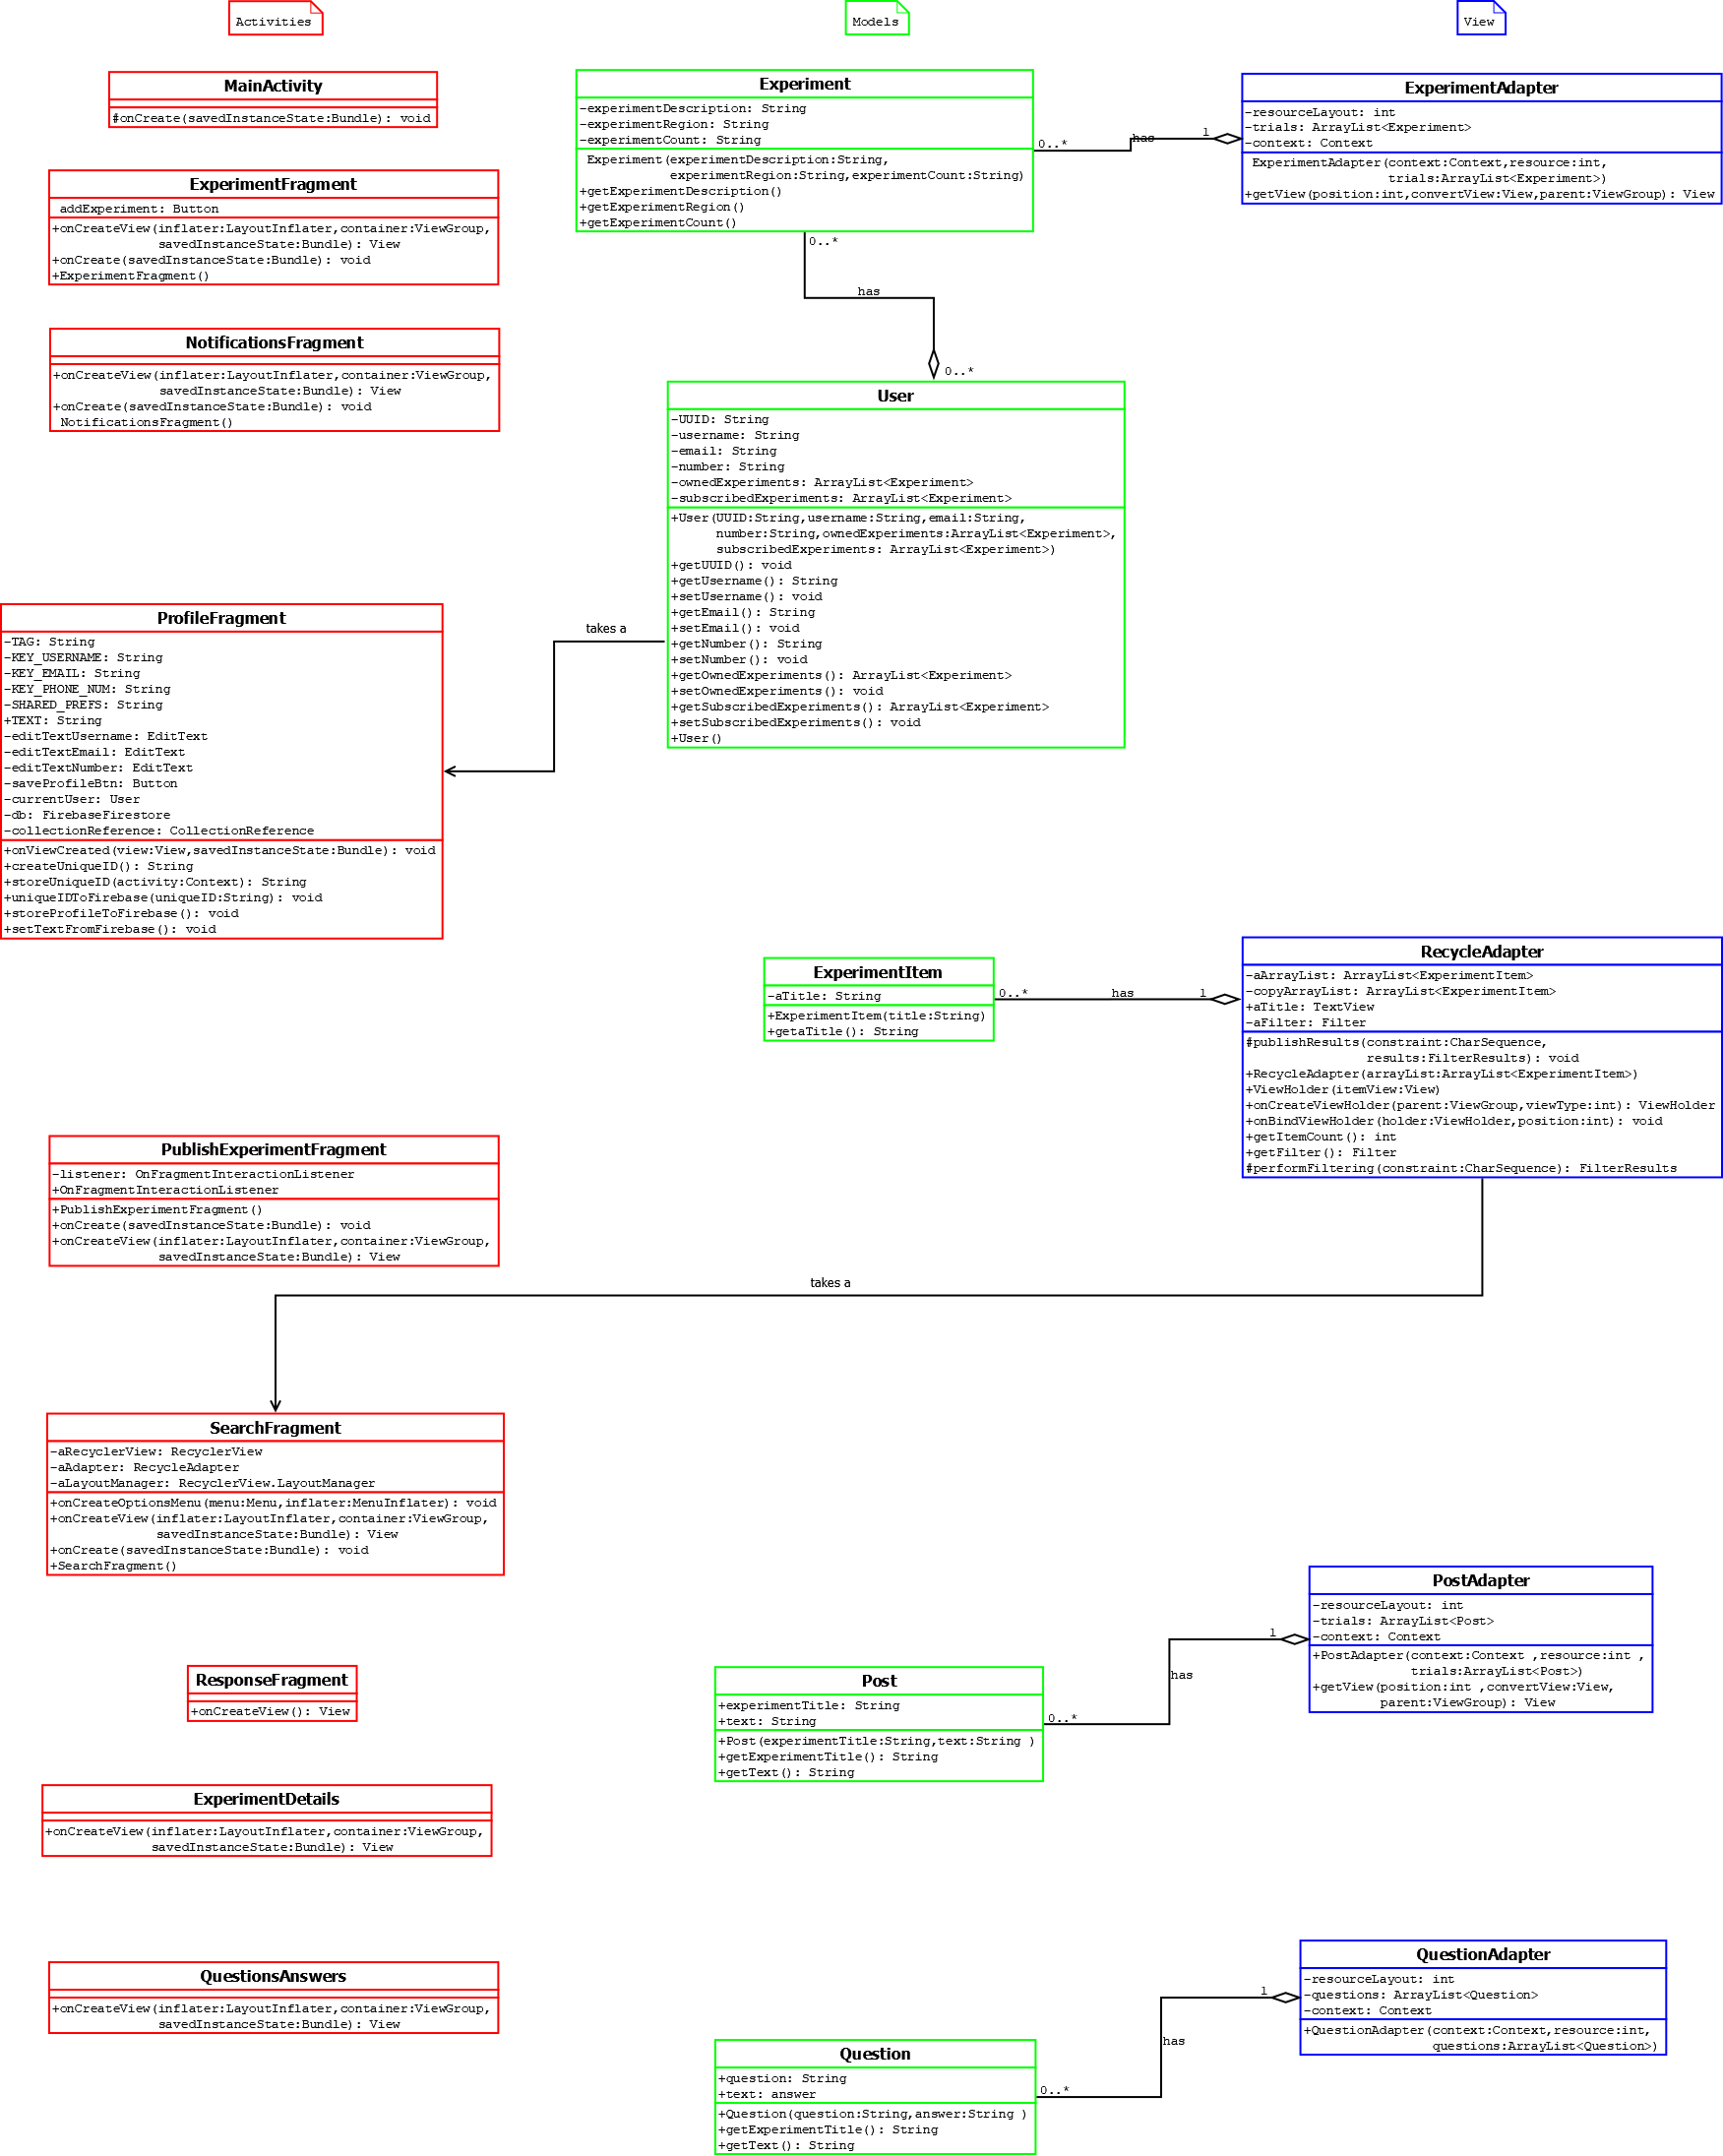 Activities
Models
View
MainActivity
#onCreate(savedInstanceState:Bundle): void
ExperimentFragment
addExperiment: Button
+onCreateView(inflater:LayoutInflater,container:ViewGroup,
savedInstanceState:Bundle): View
+onCreate(savedInstanceState:Bundle): void
+ExperimentFragment()
NotificationsFragment
+onCreateView(inflater:LayoutInflater,container:ViewGroup,
savedInstanceState:Bundle): View
+onCreate(savedInstanceState:Bundle): void
NotificationsFragment()
Experiment
-experimentDescription: String
-experimentRegion: String
-experimentCount: String
Experiment(experimentDescription:String,
experimentRegion:String,experimentCount:String)
+getExperimentDescription()
+getExperimentRegion()
+getExperimentCount()
0..*
has
1
ExperimentAdapter
-resourceLayout: int
-trials: ArrayList<Experiment>
-context: Context
ExperimentAdapter(context:Context,resource:int,
trials:ArrayList<Experiment>)
+getView(position:int,convertView:View,parent:ViewGroup): View
0..*
has
0..*
User
-UUID: String
-username: String
-email: String
-number: String
-ownedExperiments: ArrayList<Experiment>
-subscribedExperiments: ArrayList<Experiment>
+User(UUID:String,username:String,email:String,
number:String,ownedExperiments:ArrayList<Experiment>,
subscribedExperiments: ArrayList<Experiment>)
+getUUID(): void
+getUsername(): String
+setUsername(): void
+getEmail(): String
+setEmail(): void
+getNumber(): String
+setNumber(): void
+getOwnedExperiments(): ArrayList<Experiment>
+setOwnedExperiments(): void
+getSubscribedExperiments(): ArrayList<Experiment>
+setSubscribedExperiments(): void
+User()
takes a
ProfileFragment
-TAG: String
-KEY_USERNAME: String
-KEY_EMAIL: String
-KEY_PHONE_NUM: String
-SHARED_PREFS: String
+TEXT: String
-editTextUsername: EditText
-editTextEmail: EditText
-editTextNumber: EditText
-saveProfileBtn: Button
-currentUser: User
-db: FirebaseFirestore
-collectionReference: CollectionReference
+onViewCreated(view:View,savedInstanceState:Bundle): void
+createUniqueID(): String
+storeUniqueID(activity:Context): String
+uniqueIDToFirebase(uniqueID:String): void
+storeProfileToFirebase(): void
+setTextFromFirebase(): void
ExperimentItem
-aTitle: String
+ExperimentItem(title:String)
+getaTitle(): String
0..*
has
1
RecycleAdapter
-aArrayList: ArrayList<ExperimentItem>
-copyArrayList: ArrayList<ExperimentItem>
+aTitle: TextView
-aFilter: Filter
#publishResults(constraint:CharSequence,
results:FilterResults): void
+RecycleAdapter(arrayList:ArrayList<ExperimentItem>)
+ViewHolder(itemView:View)
+onCreateViewHolder(parent:ViewGroup,viewType:int): ViewHolder
+onBindViewHolder(holder:ViewHolder,position:int): void
+getItemCount(): int
+getFilter(): Filter
#performFiltering(constraint:CharSequence): FilterResults
PublishExperimentFragment
-listener: OnFragmentInteractionListener
+OnFragmentInteractionListener
+PublishExperimentFragment()
+onCreate(savedInstanceState:Bundle): void
+onCreateView(inflater:LayoutInflater,container:ViewGroup,
savedInstanceState:Bundle): View
takes a
SearchFragment
-aRecyclerView: RecyclerView
-aAdapter: RecycleAdapter
-aLayoutManager: RecyclerView.LayoutManager
+onCreateOptionsMenu(menu:Menu,inflater:MenuInflater): void
+onCreateView(inflater:LayoutInflater,container:ViewGroup,
savedInstanceState:Bundle): View
+onCreate(savedInstanceState:Bundle): void
+SearchFragment()
PostAdapter
-resourceLayout: int
-trials: ArrayList<Post>
-context: Context
+PostAdapter(context:Context ,resource:int ,
trials:ArrayList<Post>)
+getView(position:int ,convertView:View,
parent:ViewGroup): View
1
has
0..*
Post
+experimentTitle: String
+text: String
+Post(experimentTitle:String,text:String )
+getExperimentTitle(): String
+getText(): String
ResponseFragment
+onCreateView(): View
ExperimentDetails
+onCreateView(inflater:LayoutInflater,container:ViewGroup,
savedInstanceState:Bundle): View
QuestionsAnswers
+onCreateView(inflater:LayoutInflater,container:ViewGroup,
savedInstanceState:Bundle): View
QuestionAdapter
-resourceLayout: int
-questions: ArrayList<Question>
-context: Context
+QuestionAdapter(context:Context,resource:int,
questions:ArrayList<Question>)
1
has
0..*
Question
+question: String
+text: answer
+Question(question:String,answer:String )
+getExperimentTitle(): String
+getText(): String